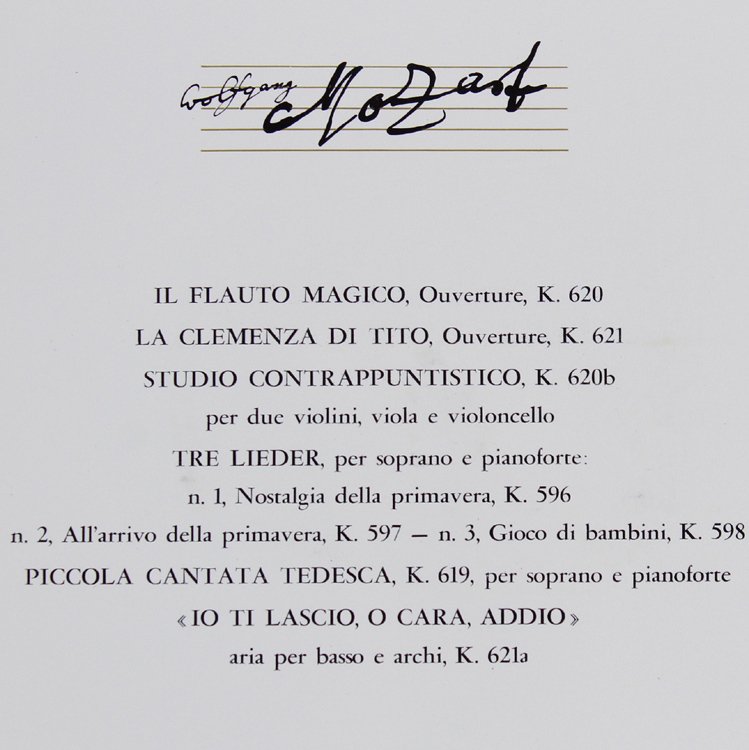 Wolfgang Mozart
IL FLAUTO MAGICO, Ouverture, K. 620
LA CLEMENZA DI TITO, Ouverture, K. 621
STUDIO CONTRAPPUNTISTICO, K. 620b
per due violini, viola e violoncello
TRE LIEDER, per soprano e pianoforte:
n. 1, Nostalgia della primavera, K. 596
n. 2, All'arrivo della primavera, K. 597 — n. 3, Gioco di bambini, K. 598
PICCOLA CANTATA TEDESCA, K. 619, per soprano e pianoforte
«IO TI LASCIO, O CARA, ADDIO»
aria per basso e archi, K. 621a